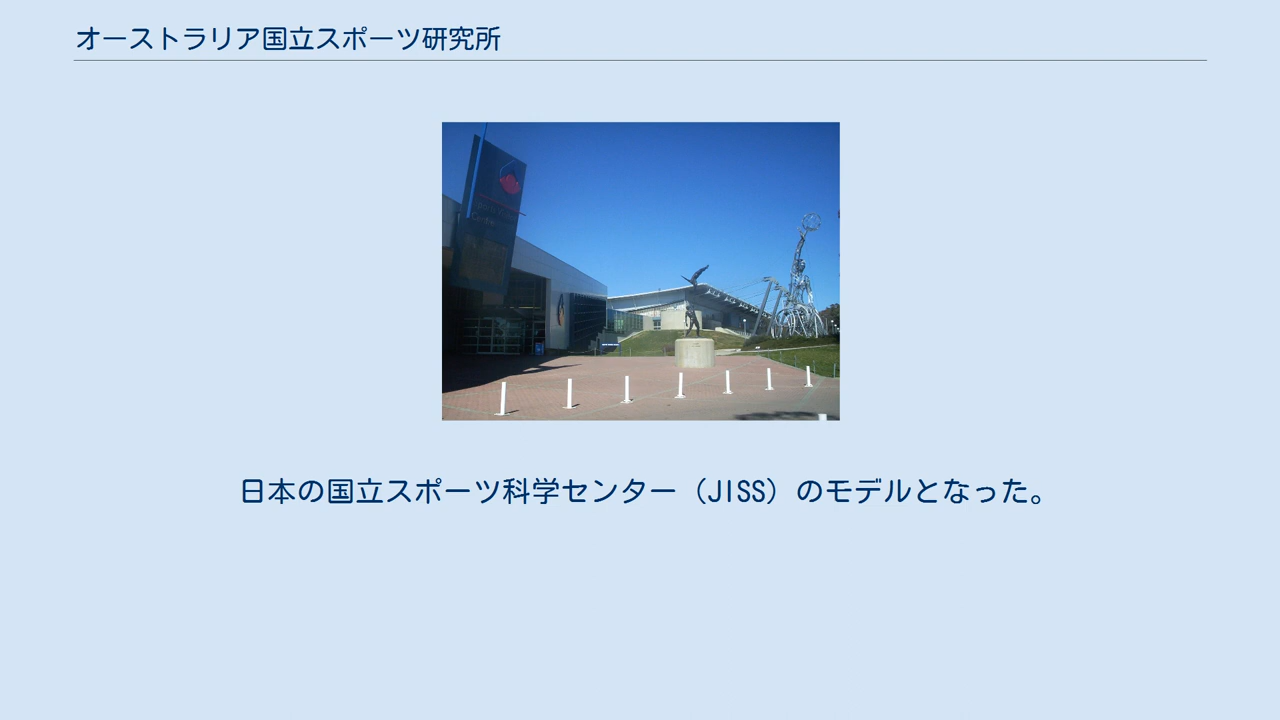 オーストラリア国立スポーツ研究所
日本の国立スポーツ科学センター（JISS）のモデルとなった。